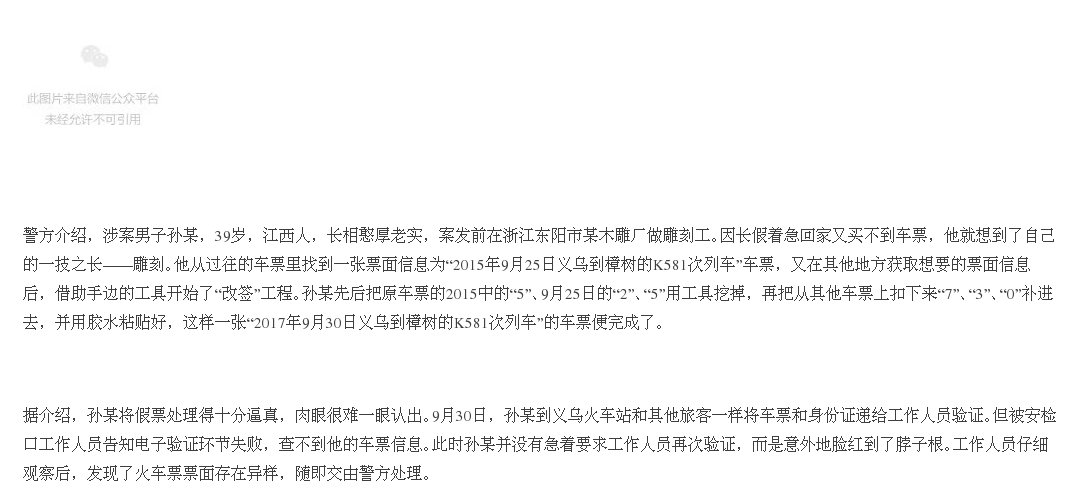 此图片来自微信公众平台
未经允许不可引用
警方介绍，涉案男子孙某，39岁，江西人，长相憨厚老实，案发前在浙江东阳市某木雕厂做雕刻工。因长假着急回家又买不到车票，他就想到了自己
的一技之长——雕刻。他从过往的车票里找到一张票面信息为“2015年9月25日义乌到樟树的K581次列车”车票，又在其他地方获取想要的票面信息
后，借助手边的工具开始了“改签”工程。孙某先后把原车票的2015中的“5”、9月25日的“2”、“5”用工具挖掉，再把从其他车票上扣下来“7”、“3”、“0”补进
去，并用胶水粘贴好，这样一张“2017年9月30日义乌到樟树的K581次列车”的车票便完成了。
据介绍，孙某将假票处理得十分逼真，肉眼很难一眼认出。9月30日，孙某到义乌火车站和其他旅客一样将车票和身份证递给工作人员验证。但被安检
口工作人员告知电子验证环节失败，查不到他的车票信息。此时孙某并没有急着要求工作人员再次验证，而是意外地脸红到了脖子根。工作人员仔细
观察后，发现了火车票票面存在异样，随即交由警方处理。